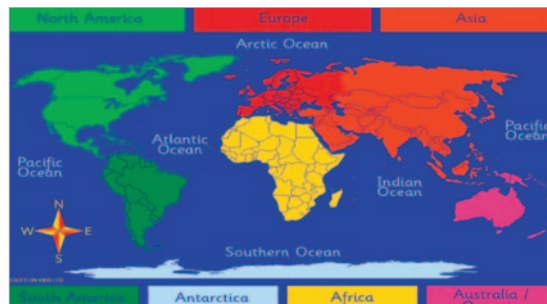 North America
Europe
Asia
Arctic Ocean
Atlantic
Ocean
Pacific
Ocean
Pacific
Ocean
Indian
Ocean
N
W
E
S
Southern Ocean
South America
Antarctica
Africa
Australia /